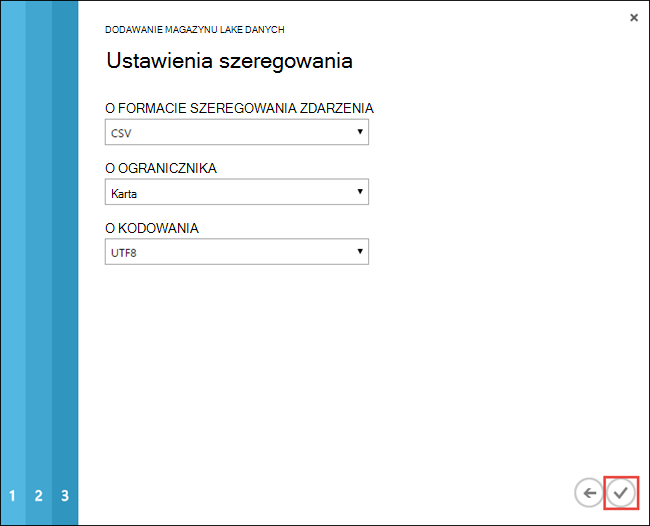 DODAWANIE MAGAZYNU LAKE DANYCH
Ustawienia szeregowania
O FORMACIE SZEREGOWANIA ZDARZENIA
CSV
O OGRANICZNIKA
Karta
O KODOWANIA
UTF8
1 2 3